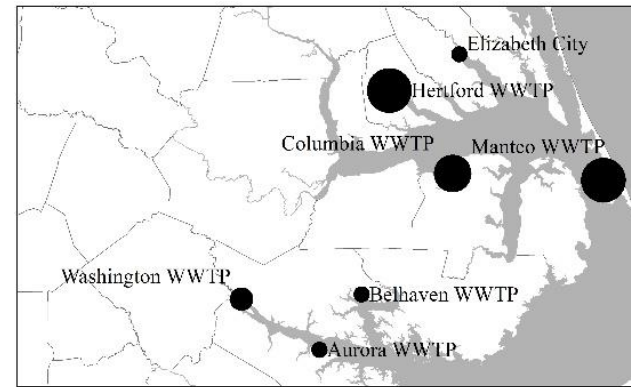 Elizabeth City
Hertford WWTP
Columbia WWTP
Manteo WWTP
Washington WWTP
Belhaven WWTP
Aurora WWTP